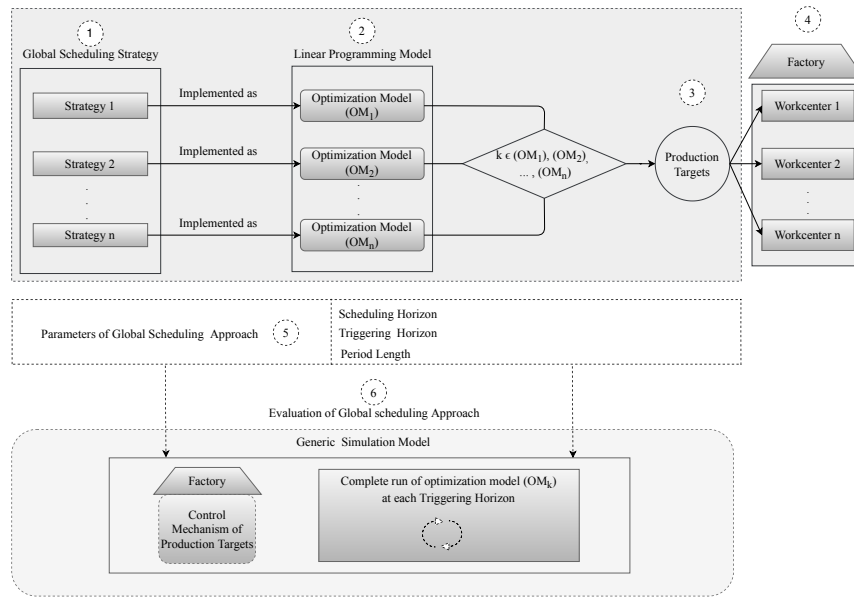 1
Global Scheduling Strategy
Strategy 1
Strategy 2
. . .
Strategy n
Implemented as
Implemented as
Implemented as
2
Linear Programming Model
Optimization Model
(OM1)
Optimization Model
(OM2)
. . .
Optimization Model
(OMn)
k ϵ (OM1), (OM2),
... , (OMn)
3
Production
Targets
4
Factory
Workcenter 1
Workcenter 2
. . .
Workcenter n
Parameters of Global Scheduling Approach
5
Scheduling Horizon
Triggering Horizon
Period Length
6
Evaluation of Global scheduling Approach
Generic Simulation Model
Factory
Control
Mechanism of
Production Targets
Complete run of optimization model (OMk)
at each Triggering Horizon